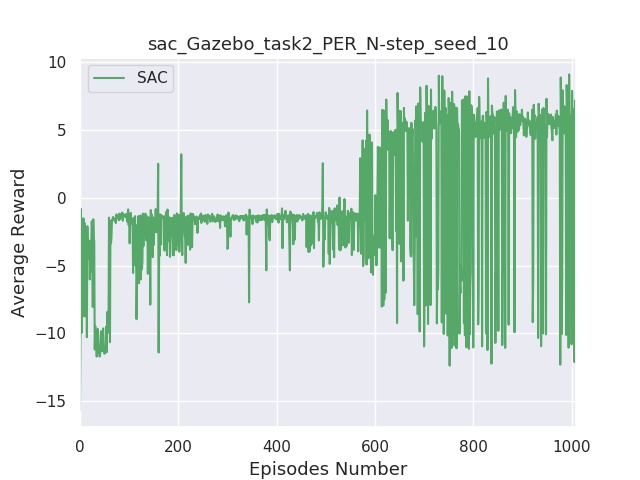 sac_Gazebo_task2_PER_N-step_seed_10
SAC
10
5
0
−5
−10
−15
Average Reward
0 200 400 600 800 1000
Episodes Number